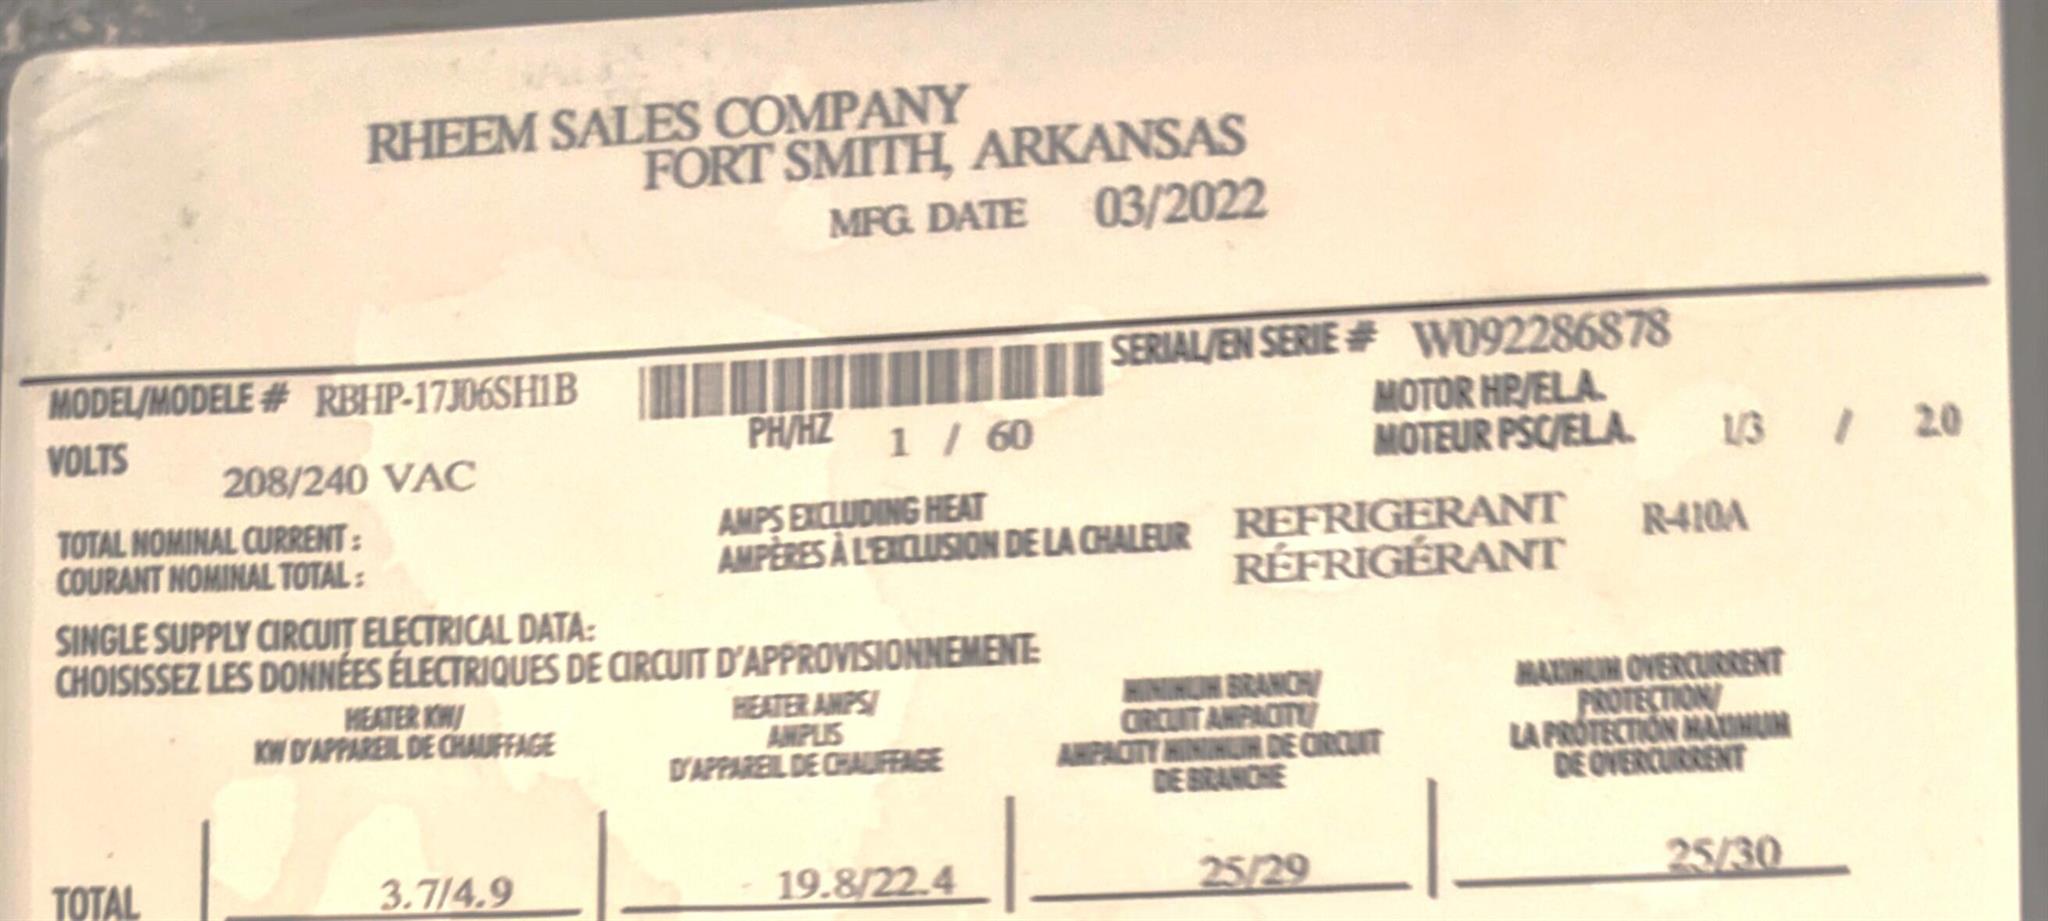 RHEEM SALES COMPANY
FORT SMITH, ARKANSAS
MFG. DATE 03/2022
MODEL/MODELE # RBHP-17J06SH1B SERIAL/EN SERIE # W092286878
VOLTS 208/240 VAC PH/HZ 1 / 60 MOTOR HP/F.L.A.
MOTEUR PSC/F.L.A. 1/3 / 2.0
TOTAL NOMINAL CURRENT : AMPS EXCLUDING HEAT REFRIGERANT R-410A
COURANT NOMINAL TOTAL : AMPÈRES À L'EXCLUSION DE LA CHALEUR RÉFRIGÉRANT
SINGLE SUPPLY CIRCUIT ELECTRICAL DATA:
CHOISISSEZ LES DONNÉES ÉLECTRIQUES DE CIRCUIT D'APPROVISIONNEMENT:
HEATER KW/
KW D'APPAREIL DE CHAUFFAGE
HEATER AMPS/
AMPLIS
D'APPAREIL DE CHAUFFAGE
MINIMUM BRANCH/
CIRCUIT AMPACITY/
AMPACITY MINIMUM DE CIRCUIT
DE BRANCHE
MAXIMUM OVERCURRENT
PROTECTION/
LA PROTECTION MAXIMUM
DE OVERCURRENT
TOTAL 3.7/4.9 19.8/22.4 25/29 25/30